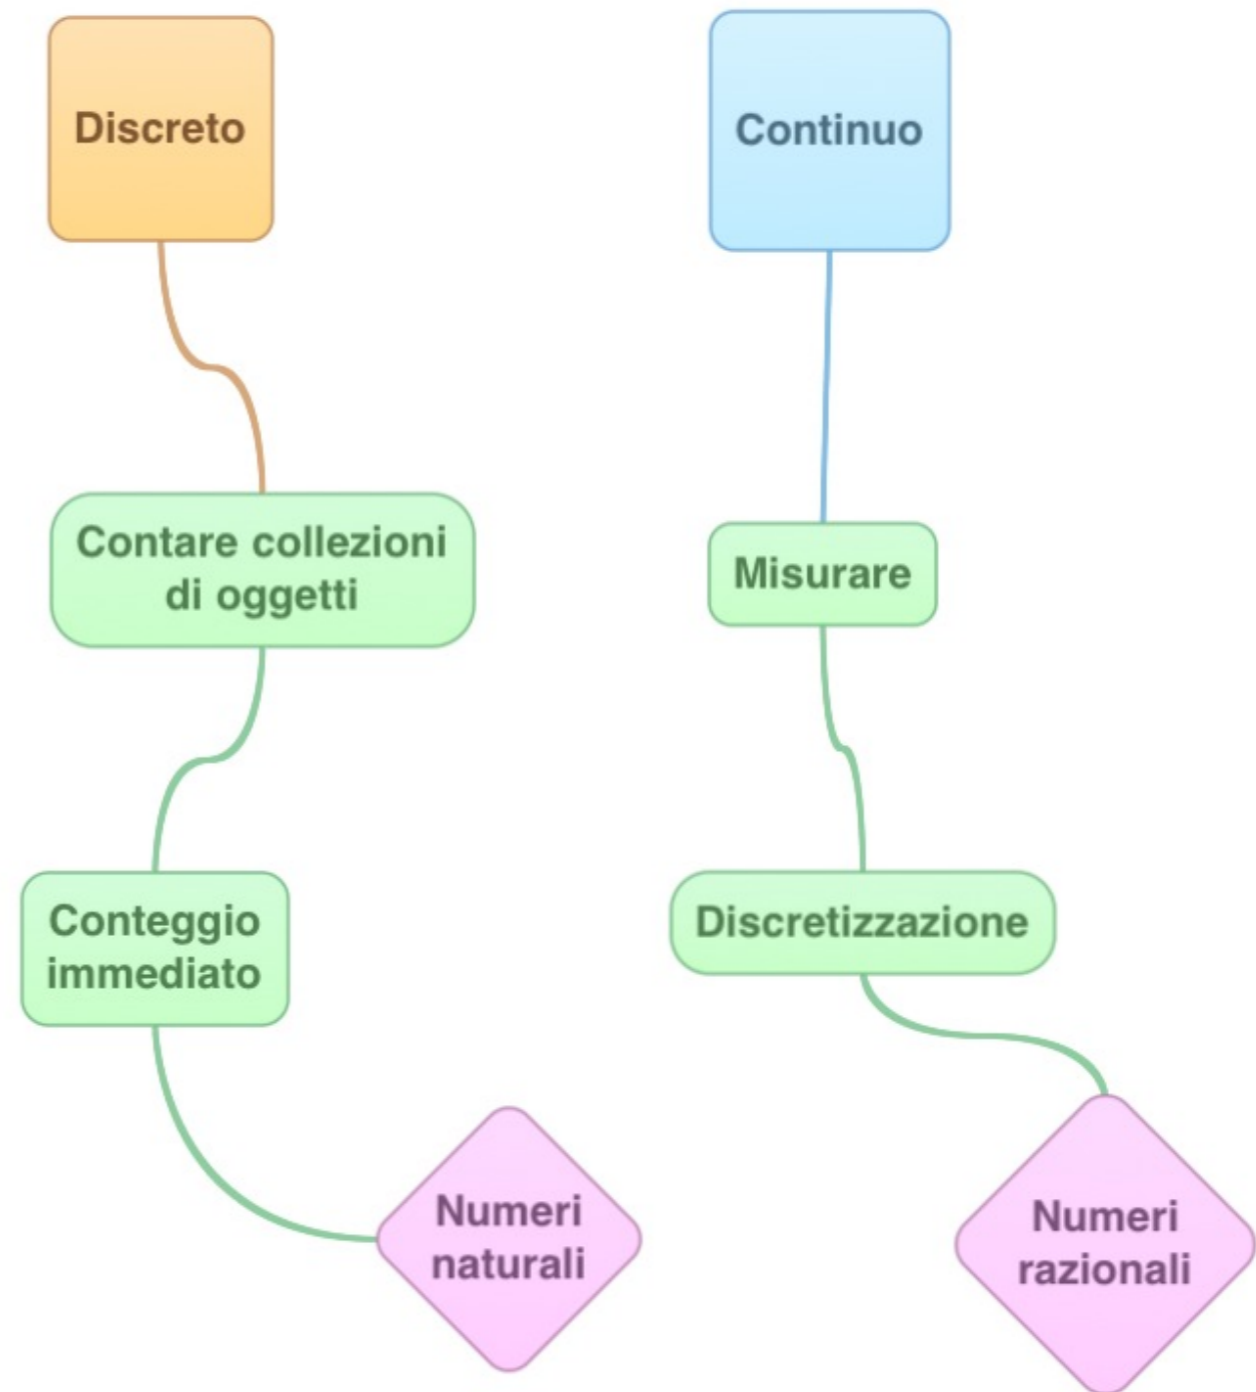 Discreto
Continuo
Contare collezioni
di oggetti
Misurare
Conteggio
immediato
Discretizzazione
Numeri
naturali
Numeri
razionali